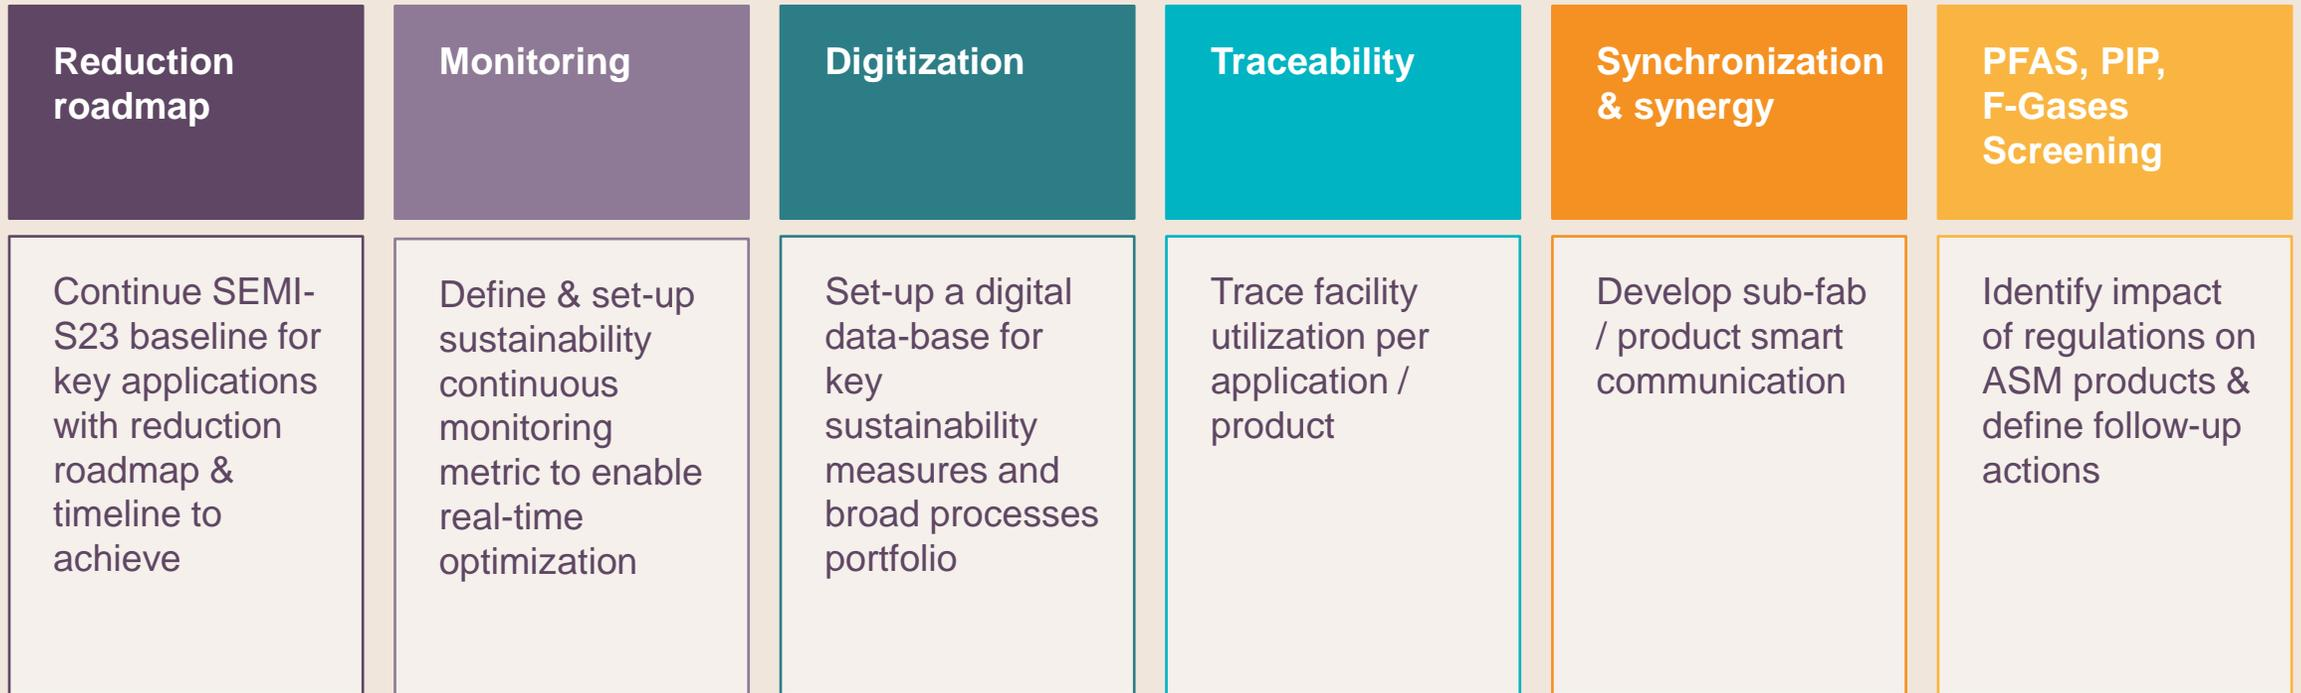 Reduction
roadmap
Continue SEMI-
S23 baseline for
key applications
with reduction
roadmap &
timeline to
achieve
Monitoring
Define & set-up
sustainability
continuous
monitoring
metric to enable
real-time
optimization
Digitization
Set-up a digital
data-base for
key
sustainability
measures and
broad processes
portfolio
Traceability
Trace facility
utilization per
application /
product
Synchronization
& synergy
Develop sub-fab
/ product smart
communication
PFAS, PIP,
F-Gases
Screening
Identify impact
of regulations on
ASM products &
define follow-up
actions